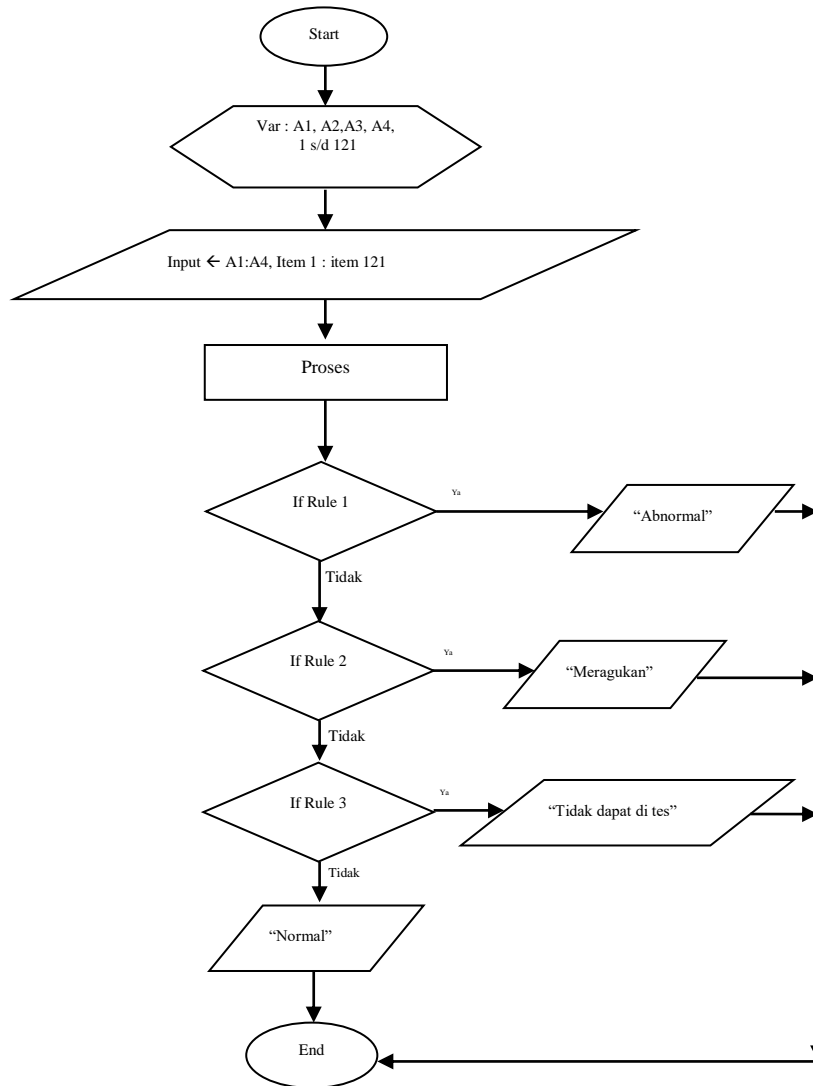 Start
Var : A1, A2,A3, A4,
1 s/d 121
Input ← A1:A4, Item 1 : item 121
Proses
If Rule 1
Ya
“Abnormal”
Tidak
If Rule 2
Ya
“Meragukan”
Tidak
If Rule 3
Ya
“Tidak dapat di tes”
Tidak
“Normal”
End